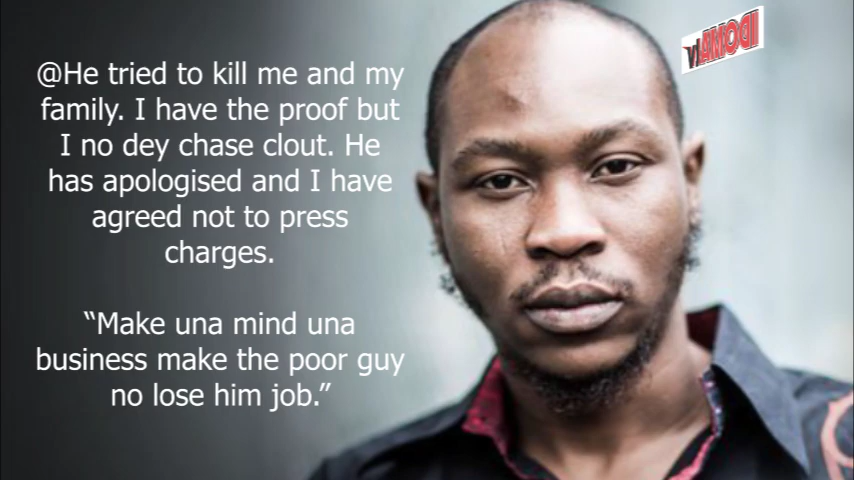 @He tried to kill me and my
family. I have the proof but
I no dey chase clout. He
has apologised and I have
agreed not to press
charges.
“Make una mind una
business make the poor guy
no lose him job.”